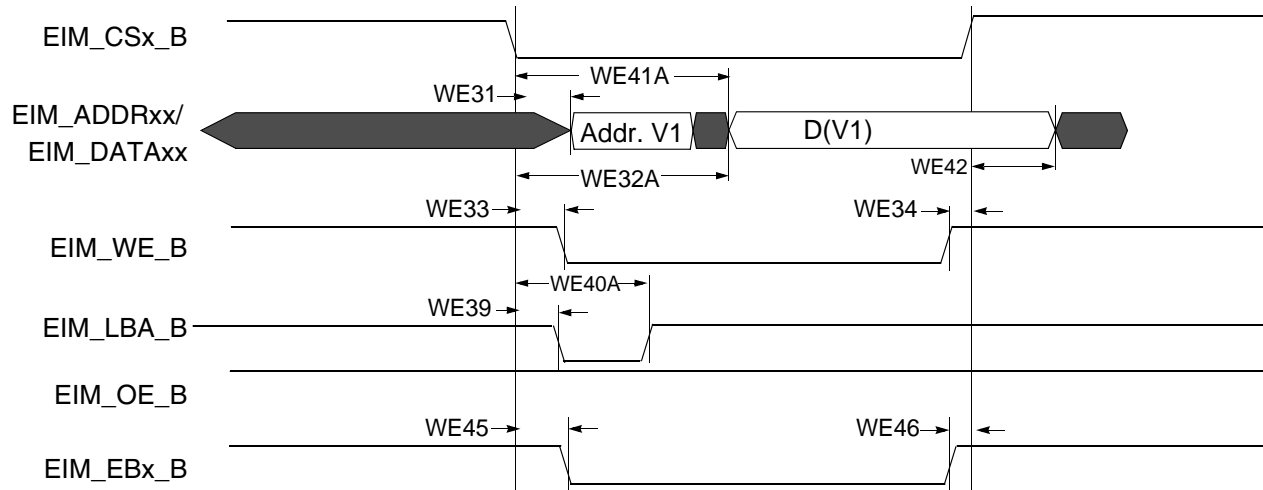 EIM_CSx_B
WE41A
WE31
EIM_ADDRxx/
EIM_DATAxx
Addr. V1
D(V1)
WE42
WE32A
WE33
WE34
EIM_WE_B
WE40A
WE39
EIM_LBA_B
EIM_OE_B
WE45
WE46
EIM_EBx_B